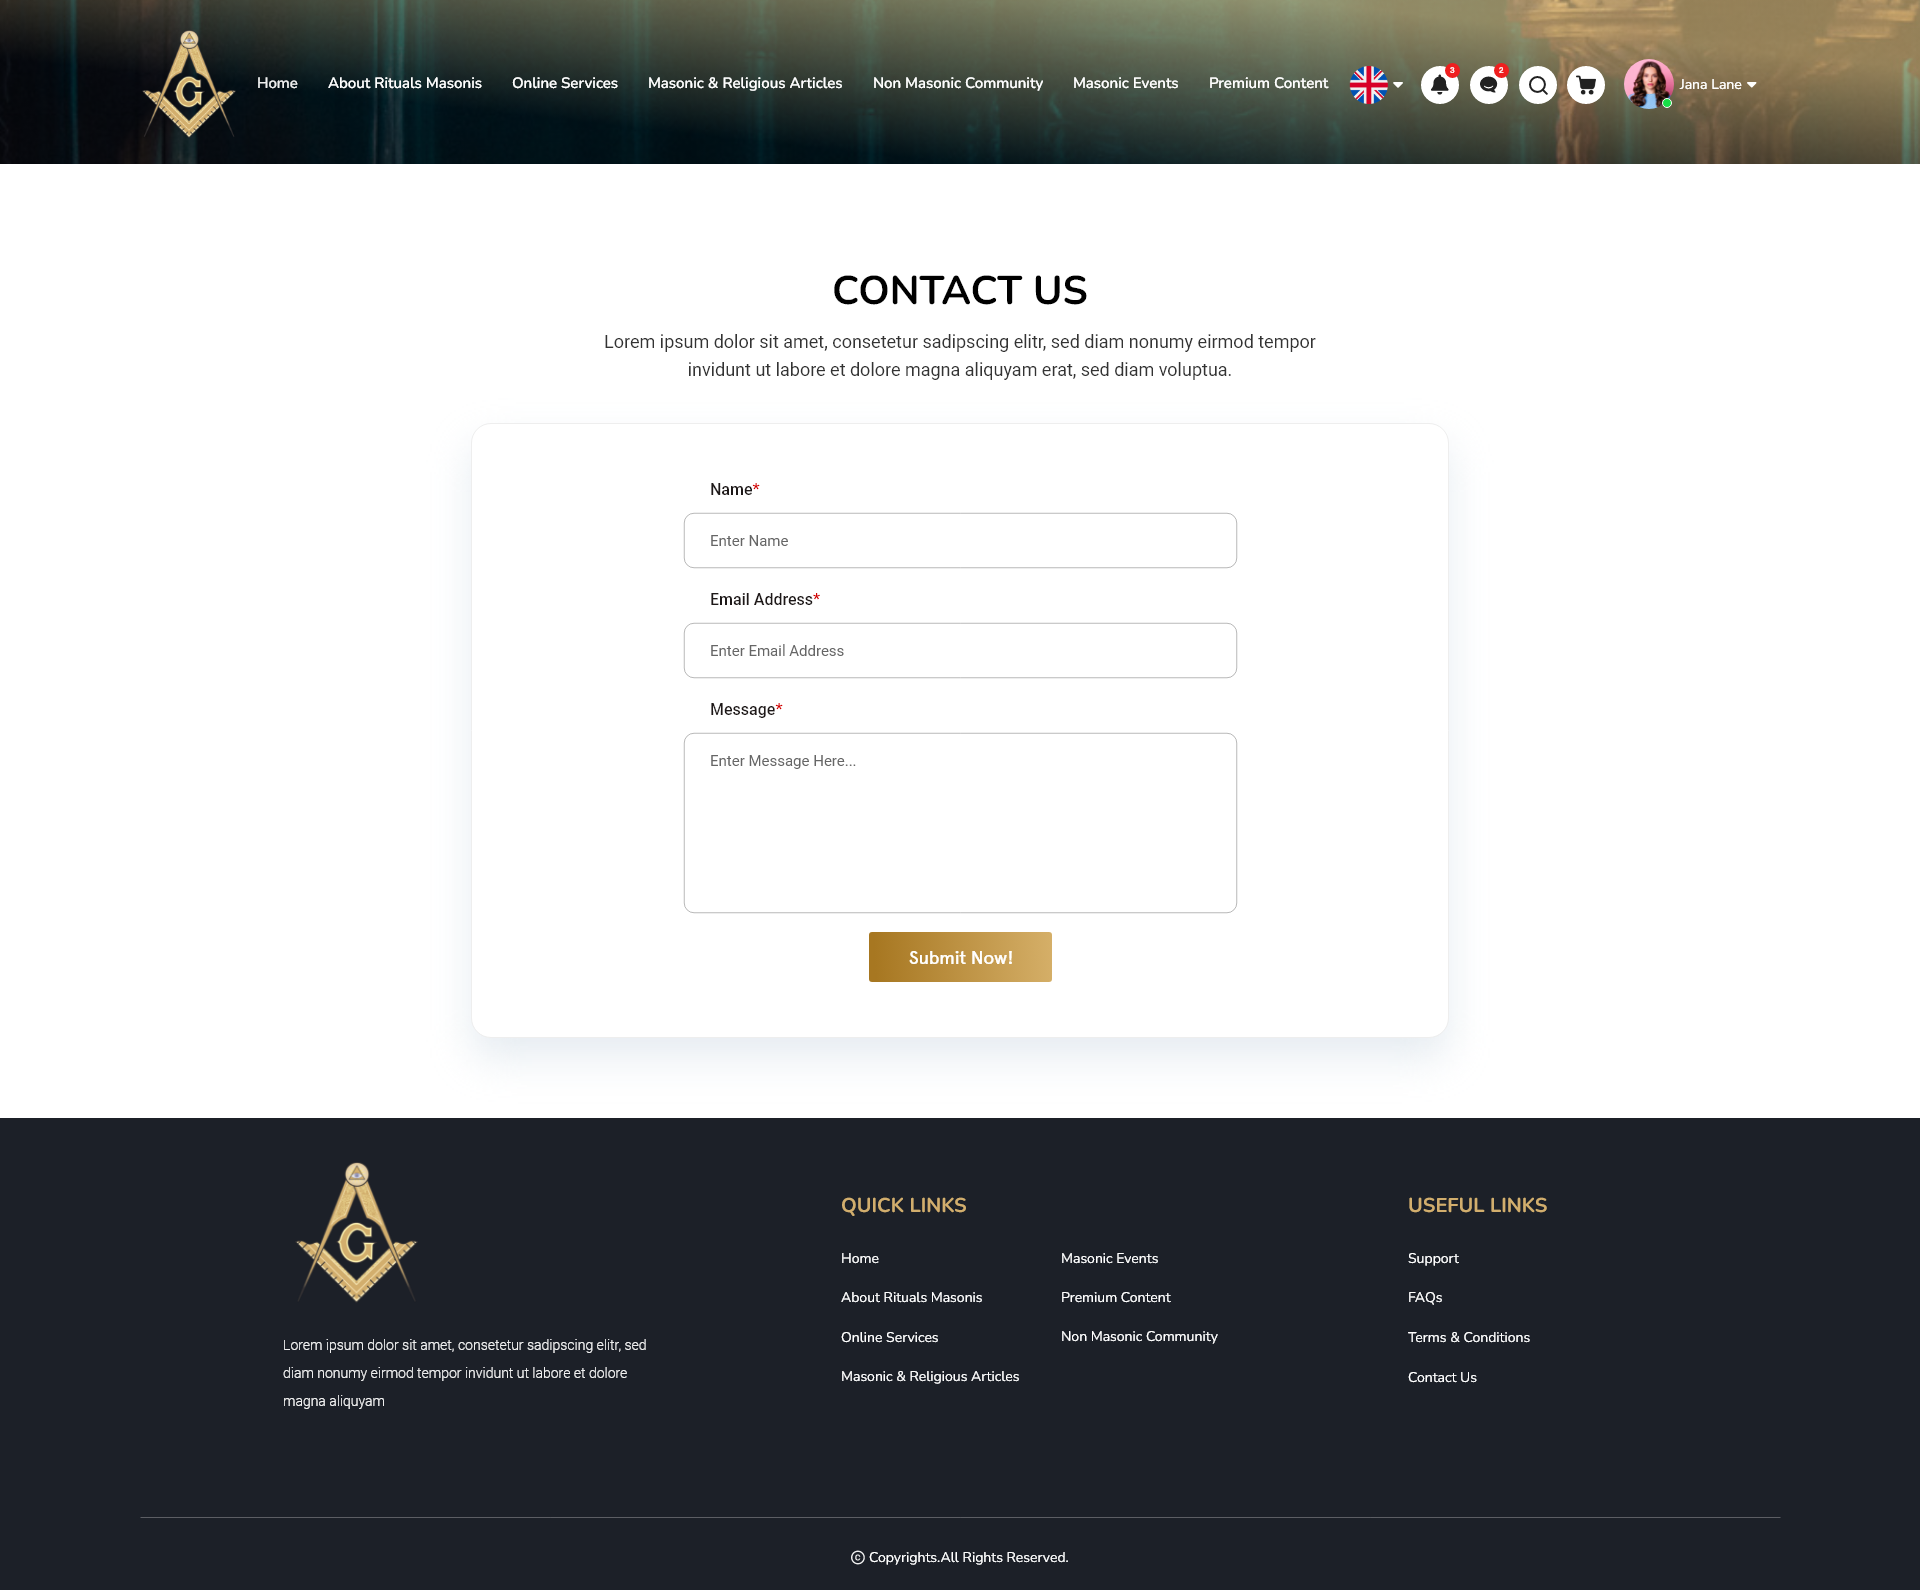 G
Home
About Rituals Masonis
Online Services
Masonic & Religious Articles
Non Masonic Community
Masonic Events
Premium Content
3
2
Jana Lane
CONTACT US
Lorem ipsum dolor sit amet, consetetur sadipscing elitr, sed diam nonumy eirmod tempor
invidunt ut labore et dolore magna aliquyam erat, sed diam voluptua.
Name*
Enter Name
Email Address*
Enter Email Address
Message*
Enter Message Here...
Submit Now!
G
Lorem ipsum dolor sit amet, consetetur sadipscing elitr, sed
diam nonumy eirmod tempor invidunt ut labore et dolore
magna aliquyam
QUICK LINKS
Home
About Rituals Masonis
Online Services
Masonic & Religious Articles
Masonic Events
Premium Content
Non Masonic Community
USEFUL LINKS
Support
FAQs
Terms & Conditions
Contact Us
© Copyrights.All Rights Reserved.